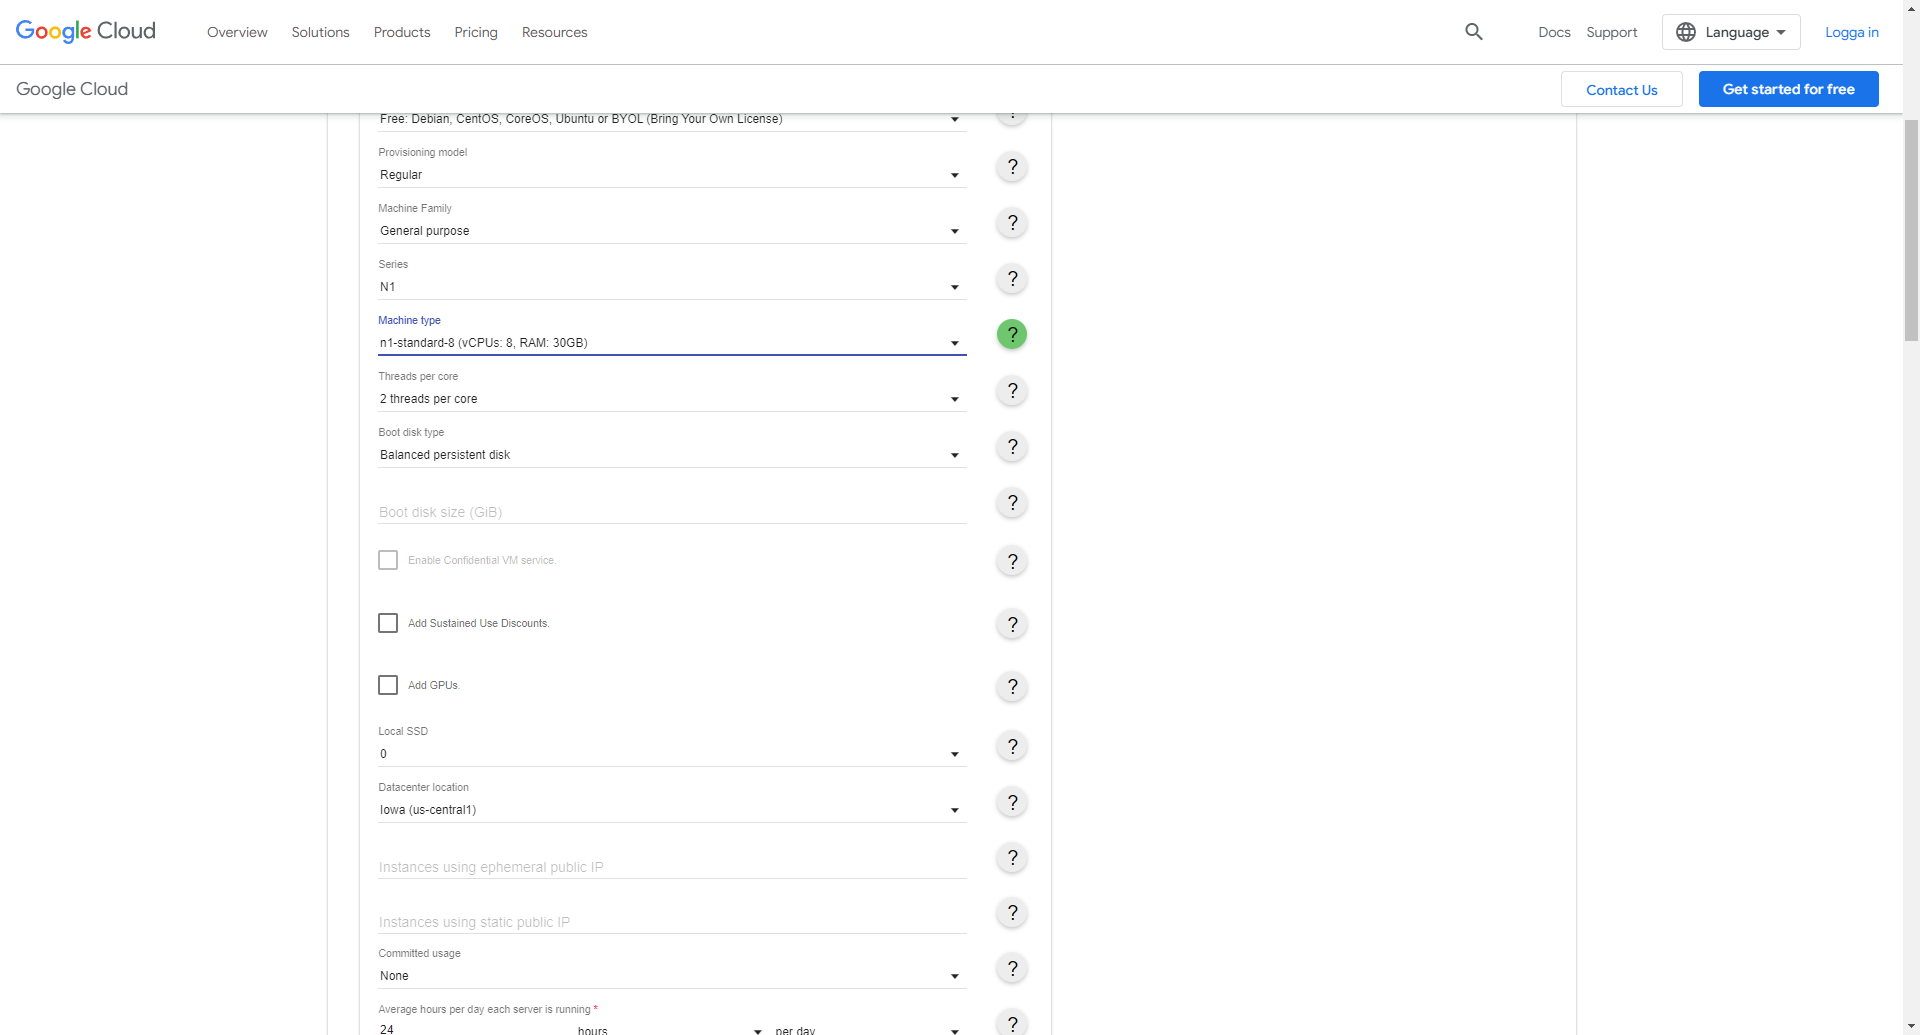 Google Cloud
Overview
Solutions
Products
Pricing
Resources
Docs
Support
Language
Logga in
Google Cloud
Contact Us
Get started for free
Free: Debian, CentOS, CoreOS, Ubuntu or BYOL (Bring Your Own License)
?
Provisioning model
Regular
?
Machine Family
General purpose
?
Series
N1
?
Machine type
n1-standard-8 (vCPUs: 8, RAM: 30GB)
?
Threads per core
2 threads per core
?
Boot disk type
Balanced persistent disk
?
Boot disk size (GiB)
?
Enable Confidential VM service.
?
Add Sustained Use Discounts.
?
Add GPUs.
?
Local SSD
0
?
Datacenter location
Iowa (us-central1)
?
Instances using ephemeral public IP
?
Instances using static public IP
?
Committed usage
None
?
Average hours per day each server is running *
24 hours per day
?